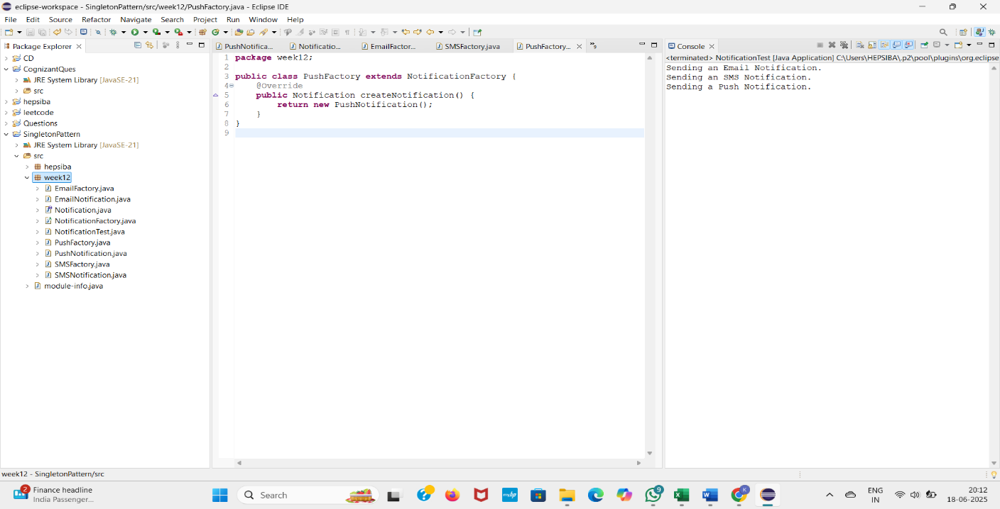 eclipse-workspace - SingletonPattern/src/week12/PushFactory.java - Eclipse IDE
File Edit Source Refactor Navigate Search Project Run Window Help
Package Explorer
CD
CognizantQues
JRE System Library [JavaSE-21]
src
hepsiba
leetcode
Questions
SingletonPattern
JRE System Library [JavaSE-21]
src
hepsiba
week12
EmailFactory.java
EmailNotification.java
Notification.java
NotificationFactory.java
NotificationTest.java
PushFactory.java
PushNotification.java
SMSFactory.java
SMSNotification.java
module-info.java
PushNotifica... Notificatio... EmailFactor... SMSFactory.java PushFactory... »9
1 package week12;
2
3 public class PushFactory extends NotificationFactory {
4 @Override
5 public Notification createNotification() {
6 return new PushNotification();
7 }
8 }
9
Console
<terminated> NotificationTest [Java Application] C:\Users\HEPSIBA\.p2\pool\plugins\org.eclipse
Sending an Email Notification.
Sending an SMS Notification.
Sending a Push Notification.
week12 - SingletonPattern/src
2
Finance headline
India Passenger...
Search
myhp
9
K
ENG
IN
20:12
18-06-2025